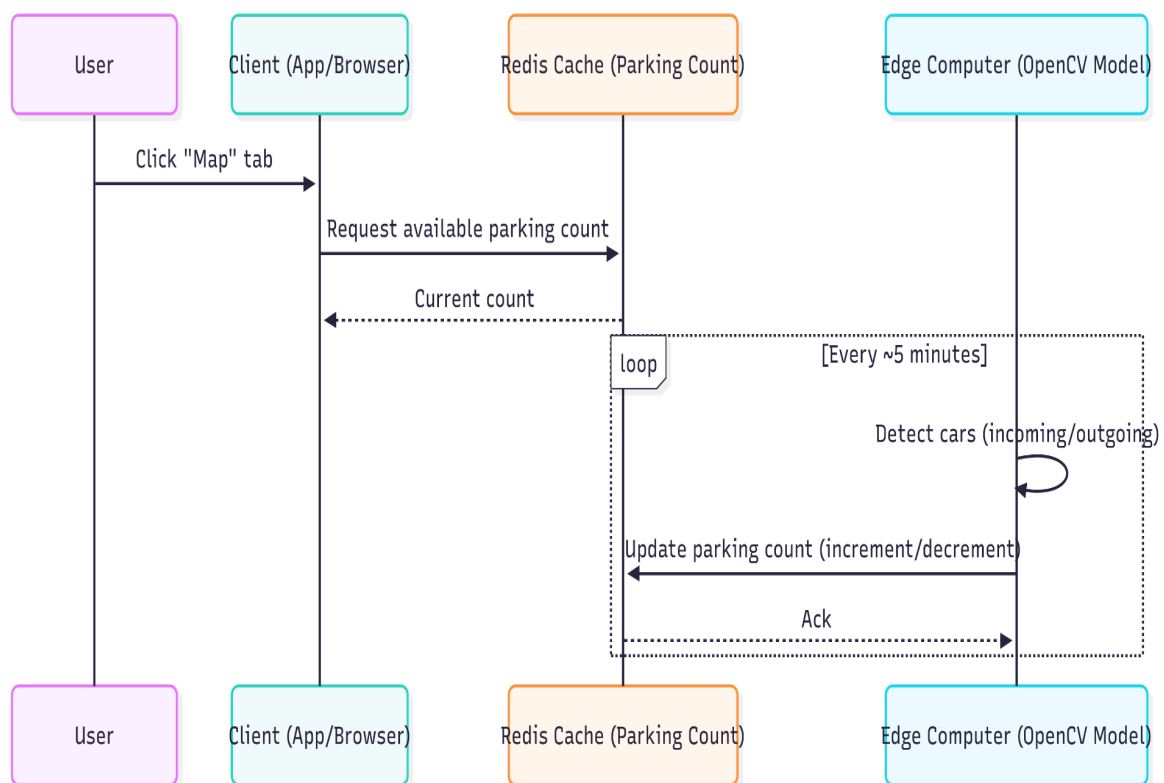 User
Client (App/Browser)
Redis Cache (Parking Count)
Edge Computer (OpenCV Model)
Click "Map" tab
Request available parking count
Current count
loop
[Every ~5 minutes]
Detect cars (incoming/outgoing)
Update parking count (increment/decrement)
Ack
User
Client (App/Browser)
Redis Cache (Parking Count)
Edge Computer (OpenCV Model)